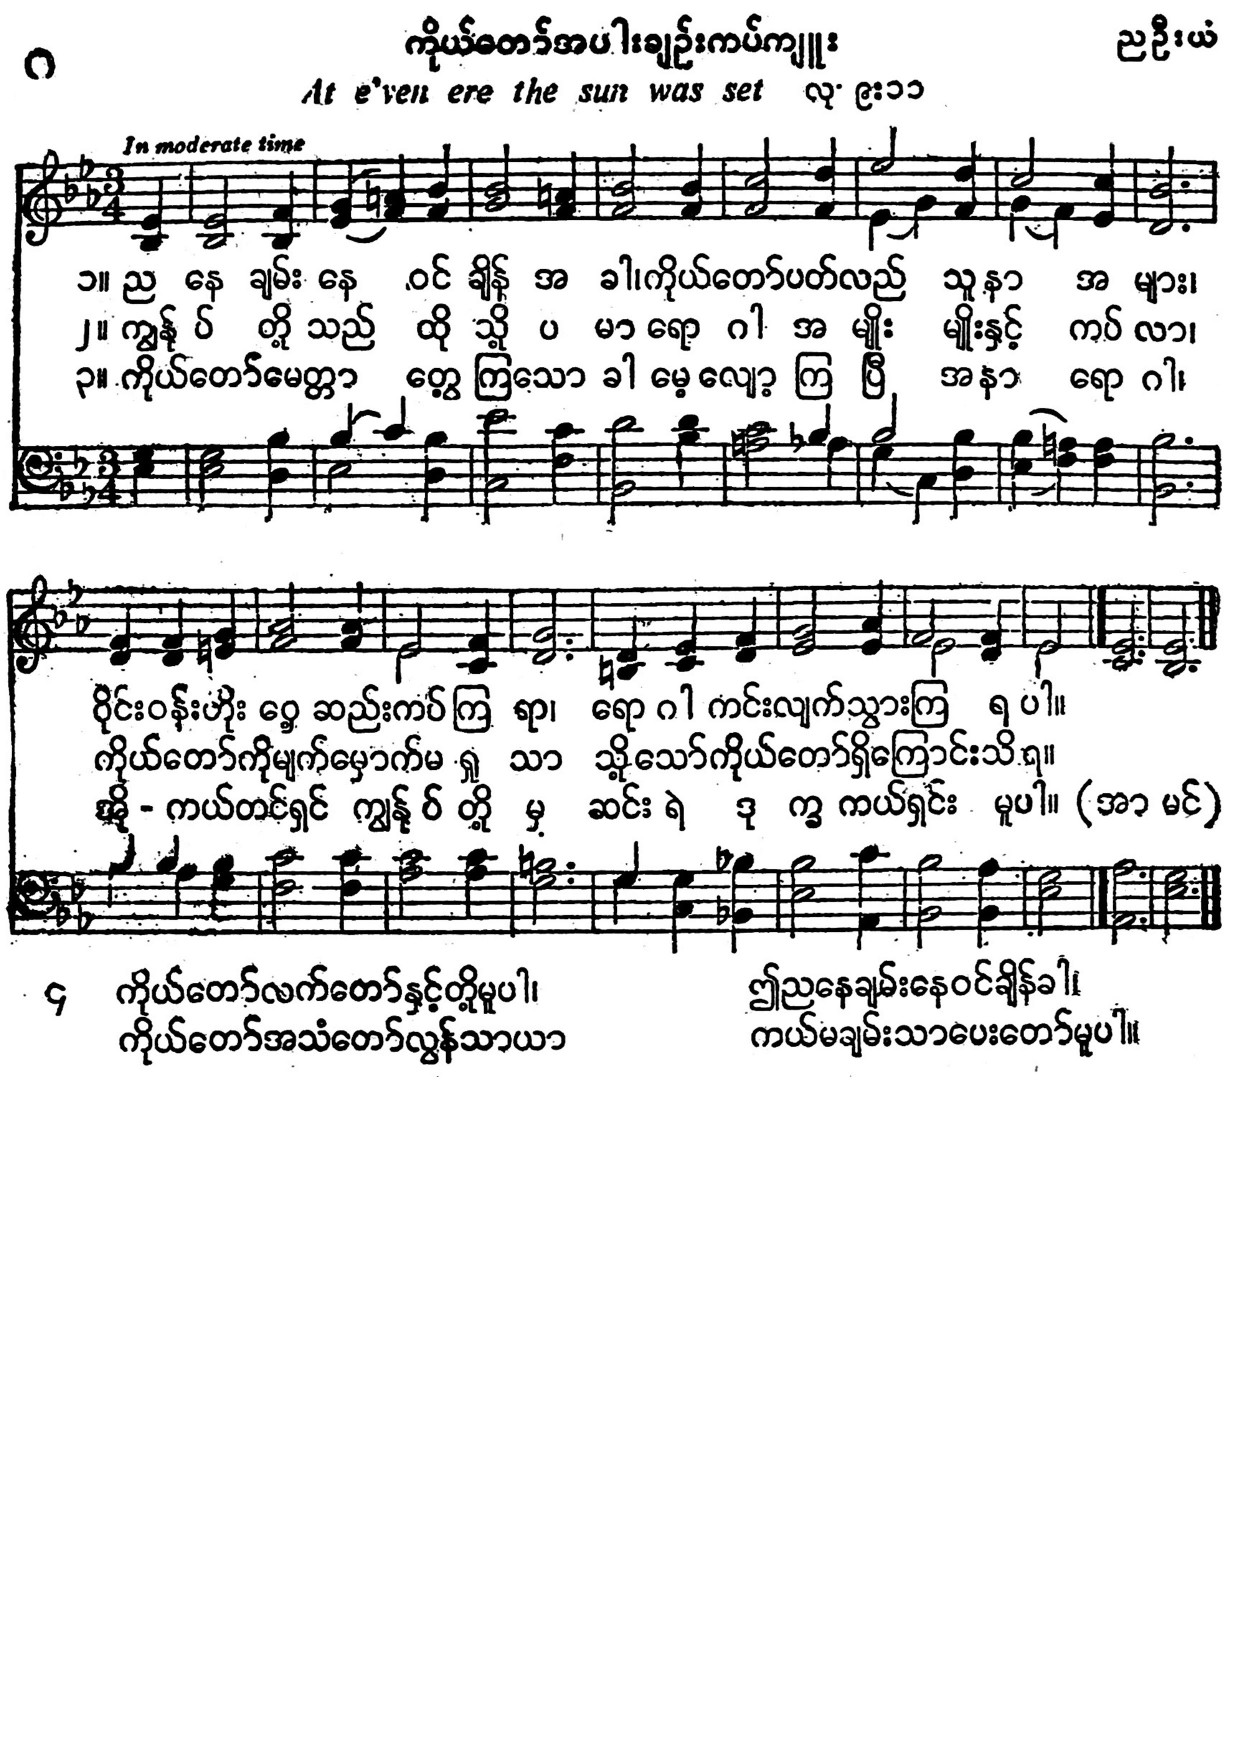 ကိုယ်တော်အပါးချဉ်းကပ်ကျူး
ညဦးယံ
၈
At e'ven ere the sun was set လု ၉း၁၁
In moderate time
၁။ ည နေ ချမ်း နေ ဝင် ချိန် အ ခါ၊ ကိုယ်တော်ပတ်လည် သူ နာ အ များ၊
၂။ ကျွန်ုပ် တို့ သည် ထို သို့ ပ မာ ရော ဂါ အ မျိုး မျိုးနှင့် ကပ် လာ၊
၃။ ကိုယ်တော်မေတ္တာ တွေ့ ကြသော ခါ မေ့ လျော့ ကြ ပြီ အ နာ ရော ဂါ၊
ဝိုင်းဝန်းဟိုး ဝှေ့ ဆည်းကပ် ကြ ရာ၊ ရော ဂါ ကင်းလျက်သွားကြ ရ ပါ။
ကိုယ်တော်ကိုမျက်မှောက်မ ရှု သာ သို့ သော်ကိုယ်တော်ရှိကြောင်းသိ ရ။
အို - ကယ်တင်ရှင် ကျွန်ုပ် တို့ မှ ဆင်း ရဲ ဒု က္ခ ကယ်ရှင်း မူပါ။ (အာ မင်)
၄ ကိုယ်တော်လက်တော်နှင့်တို့မူပါ၊ ဤညနေချမ်းနေဝင်ချိန်ခါ၊
ကိုယ်တော်အသံတော်လွန်သာယာ ကယ်မချမ်းသာပေးတော်မူပါ။